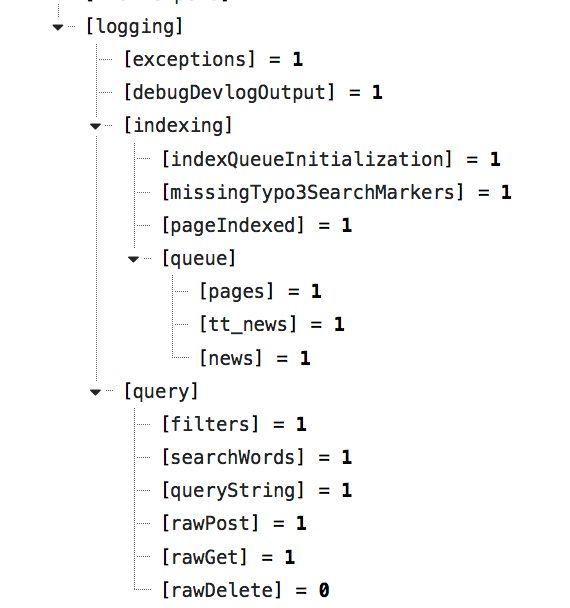 [logging]
[exceptions] = 1
[debugDevlogOutput] = 1
[indexing]
[indexQueueInitialization] = 1
[missingTypo3SearchMarkers] = 1
[pageIndexed] = 1
[queue]
[pages] = 1
[tt_news] = 1
[news] = 1
[query]
[filters] = 1
[searchWords] = 1
[queryString] = 1
[rawPost] = 1
[rawGet] = 1
[rawDelete] = 0